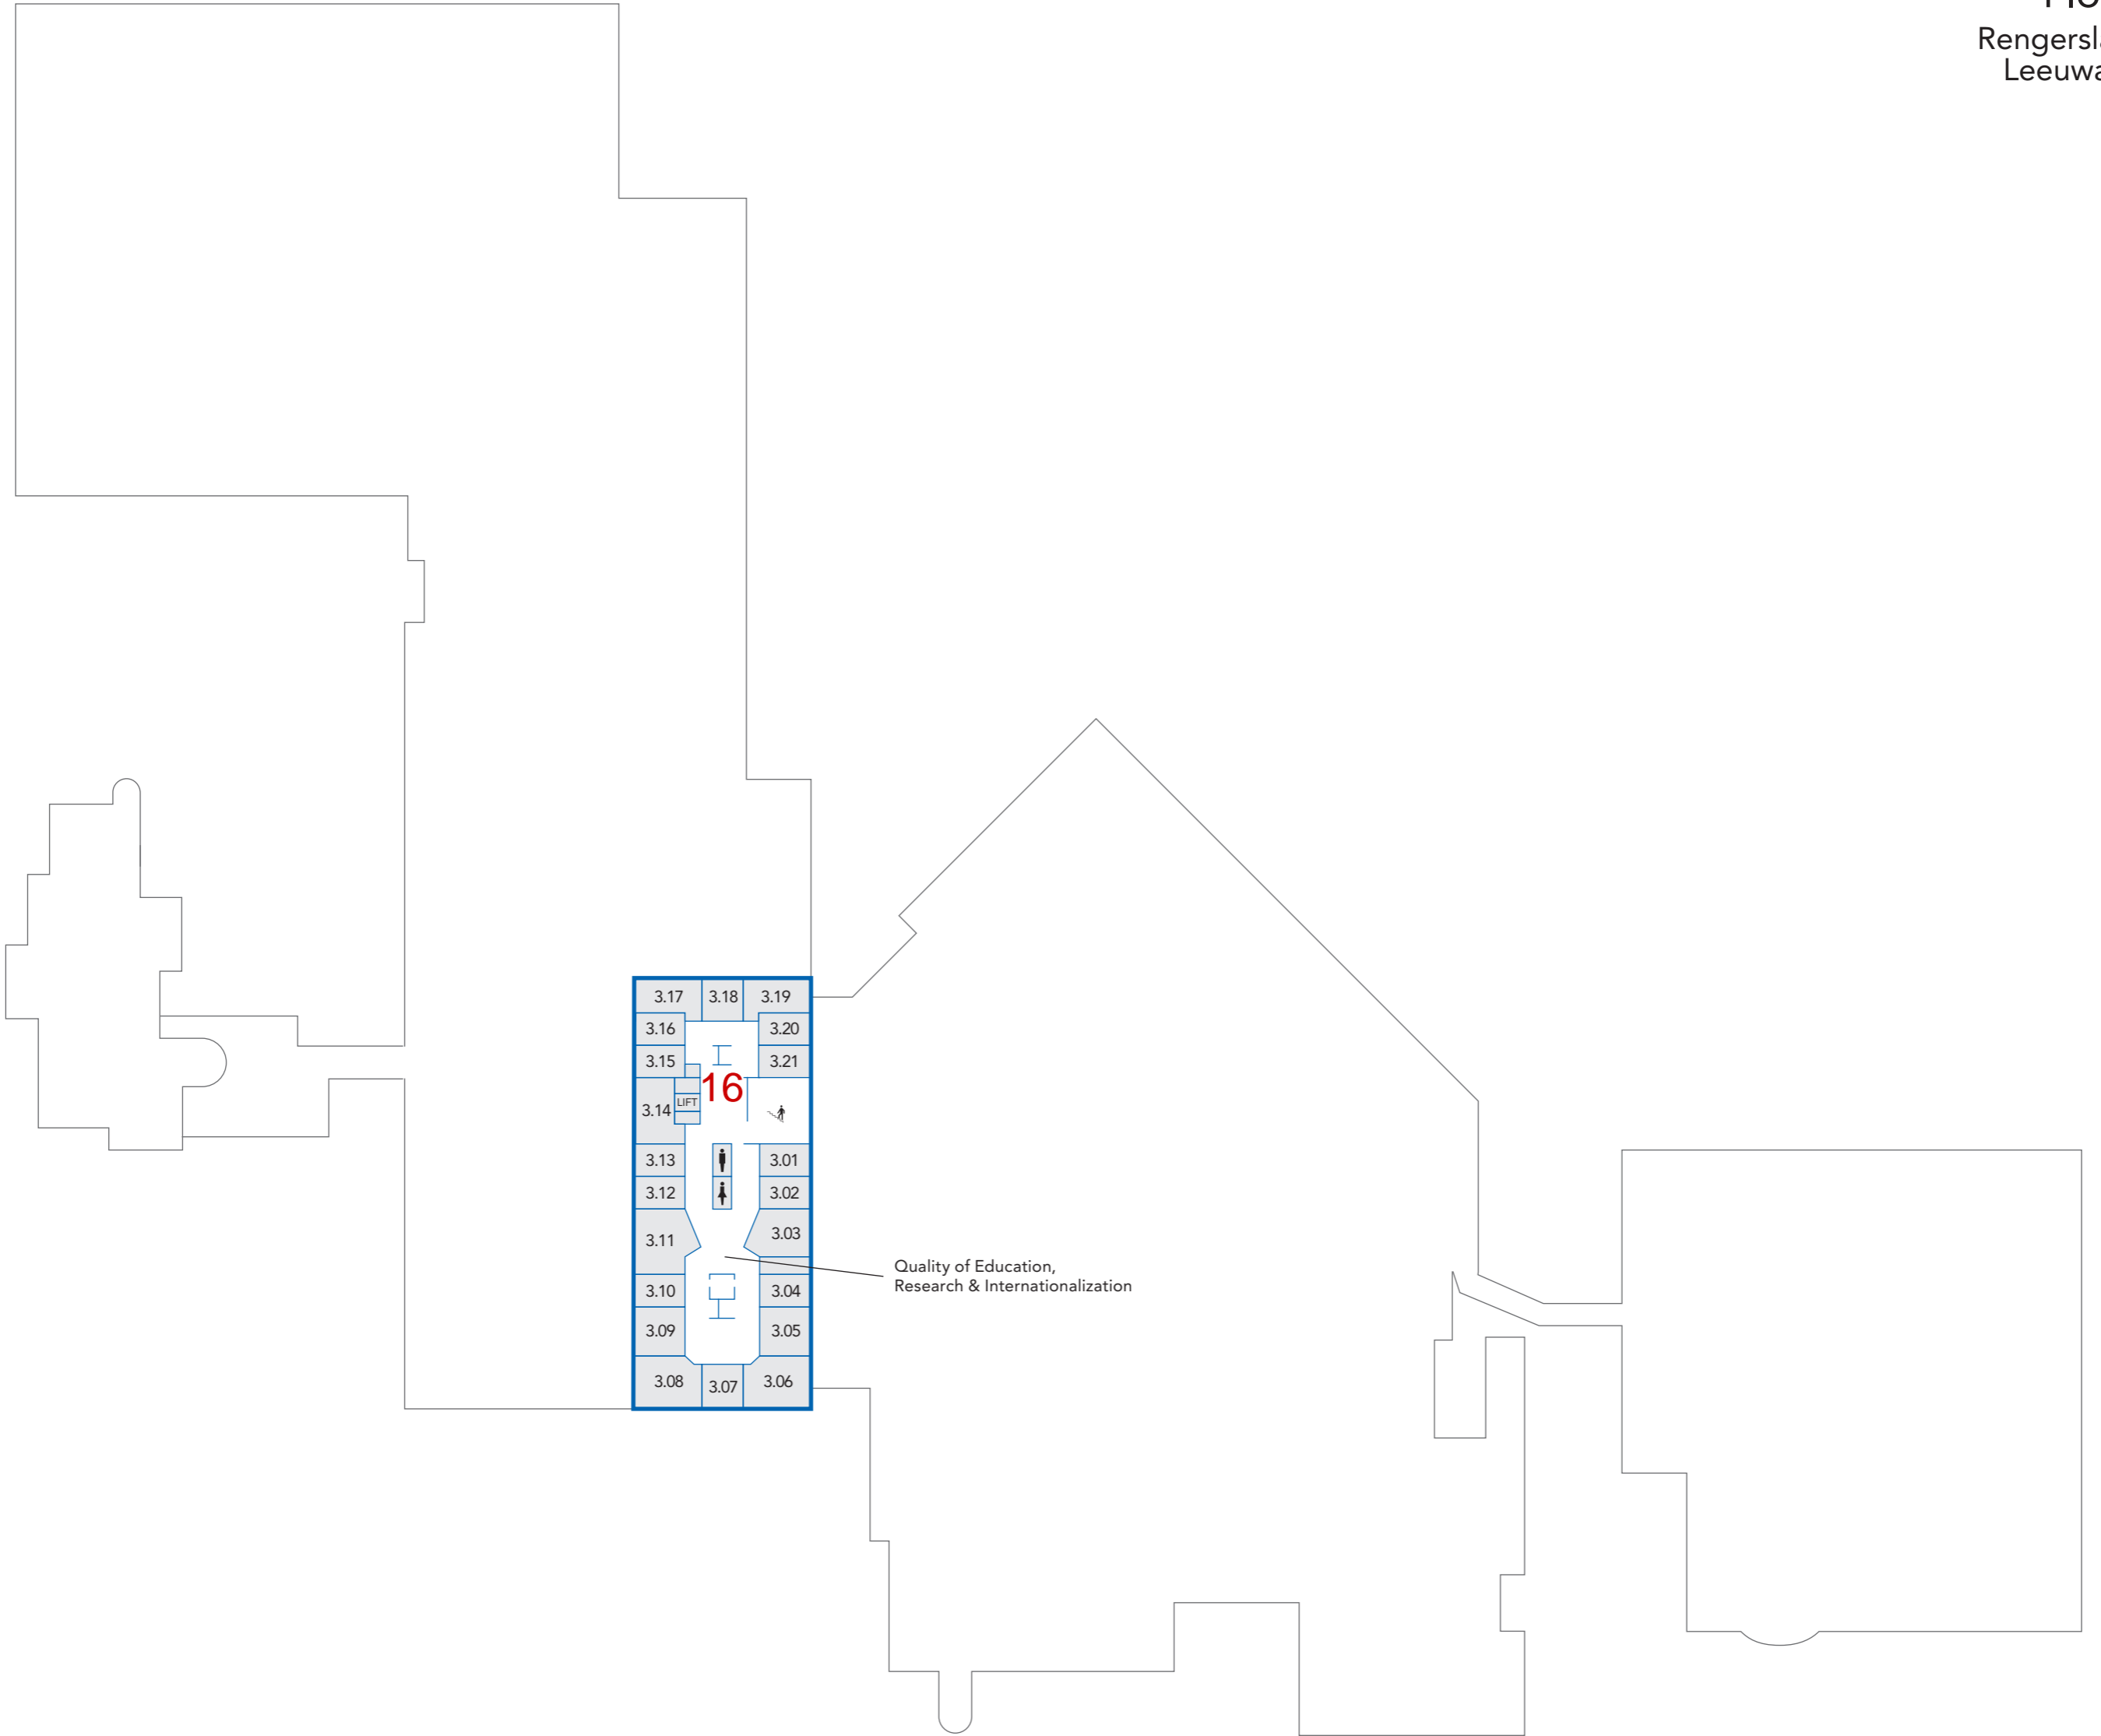 Rengersl
Leeuwa
3.17 3.18 3.19
3.16 3.20
3.15 3.21
16
3.14 LIFT
3.13 3.01
3.12 3.02
3.11 3.03
Quality of Education,
Research & Internationalization
3.10 3.04
3.09 3.05
3.08 3.07 3.06